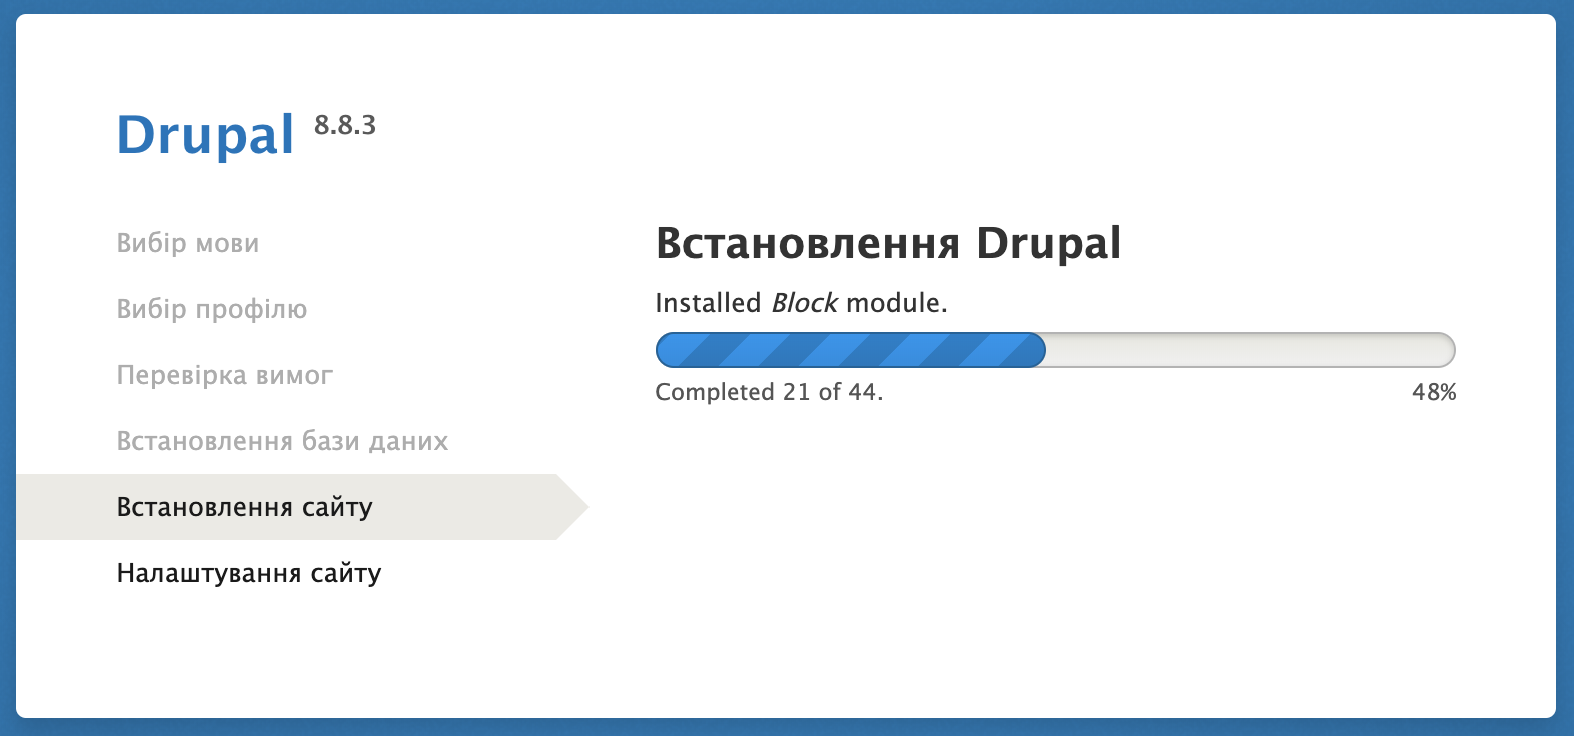 Drupal 8.8.3
Вибір мови
Вибір профілю
Перевірка вимог
Встановлення бази даних
Встановлення сайту
Налаштування сайту
Встановлення Drupal
Installed Block module.
Completed 21 of 44.
48%